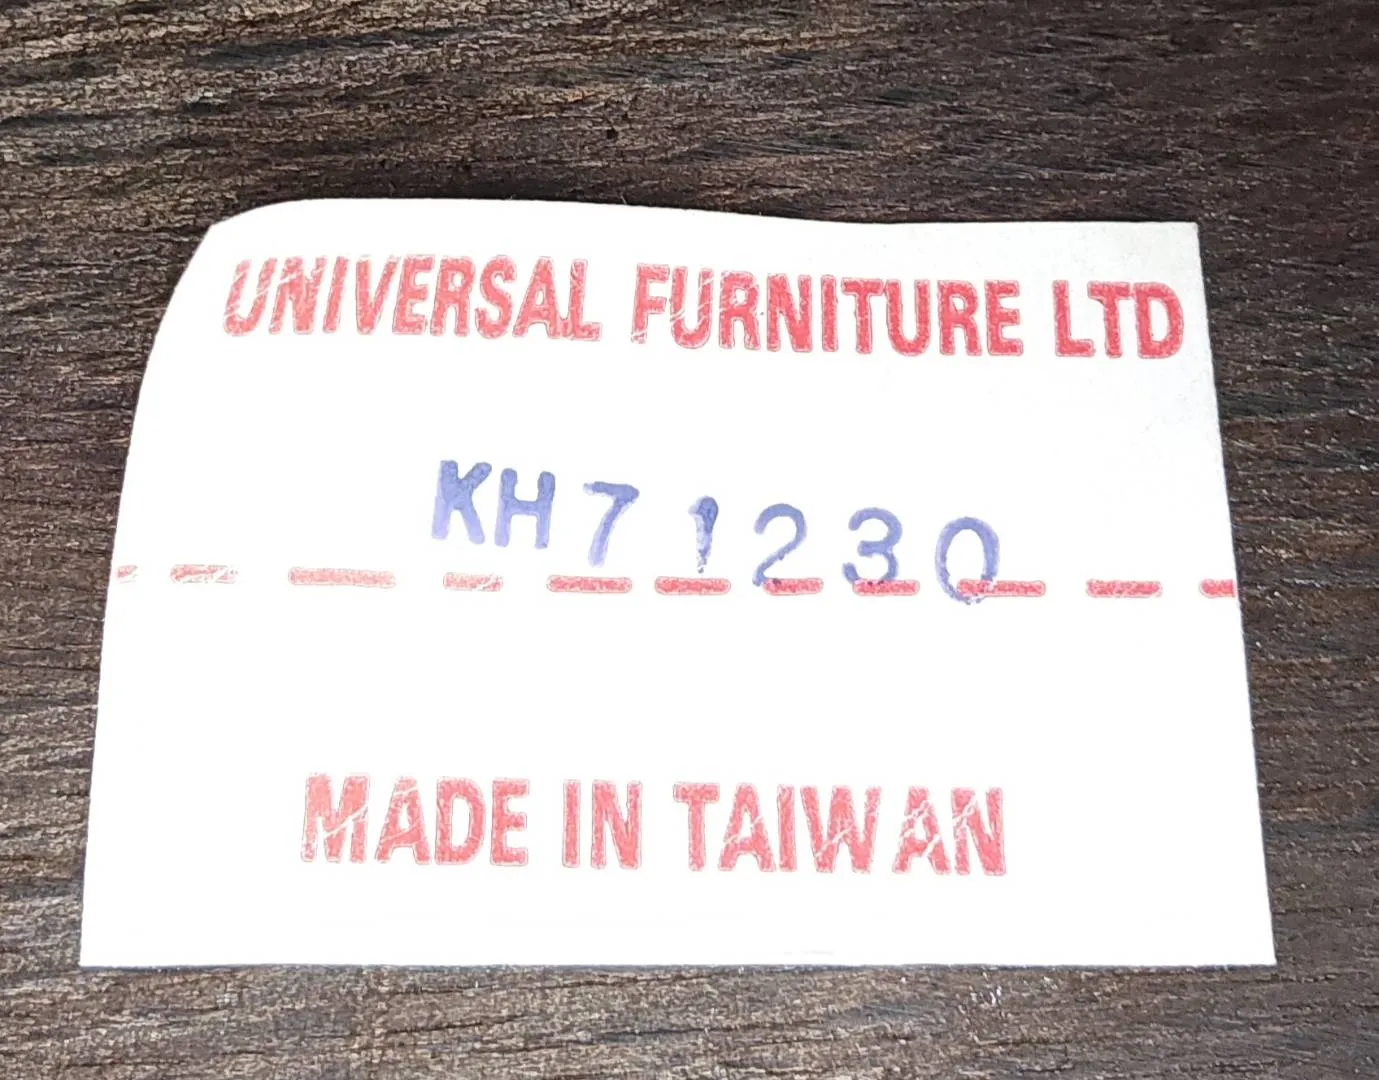 UNIVERSAL FURNITURE LTD
KH71230
MADE IN TAIWAN